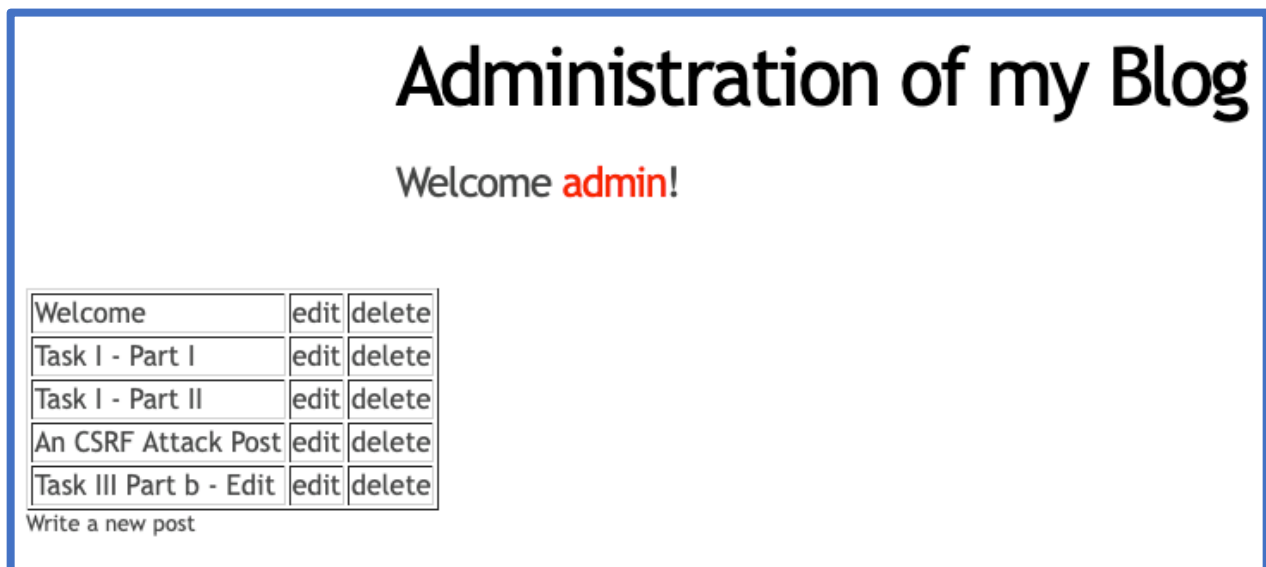 Administration of my Blog
Welcome admin!
Welcome edit delete
Task I - Part I edit delete
Task I - Part II edit delete
An CSRF Attack Post edit delete
Task III Part b - Edit edit delete
Write a new post